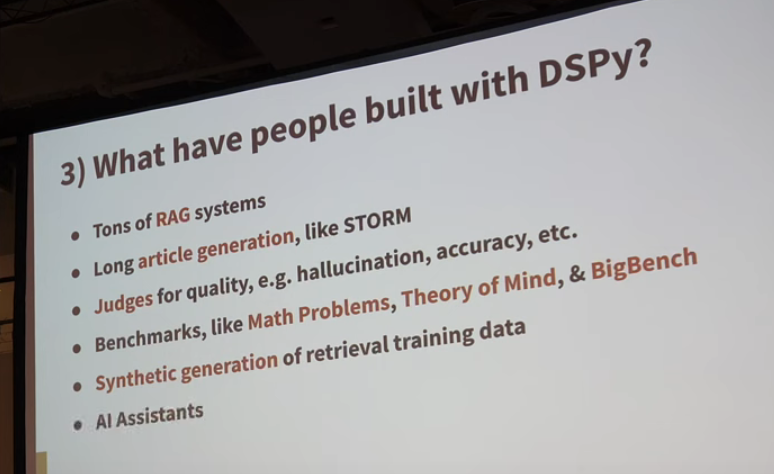 3) What have people built with DSPy?
● Tons of RAG systems
● Long article generation, like STORM
● Judges for quality, e.g. hallucination, accuracy, etc.
● Benchmarks, like Math Problems, Theory of Mind, & BigBench
● Synthetic generation of retrieval training data
● AI Assistants